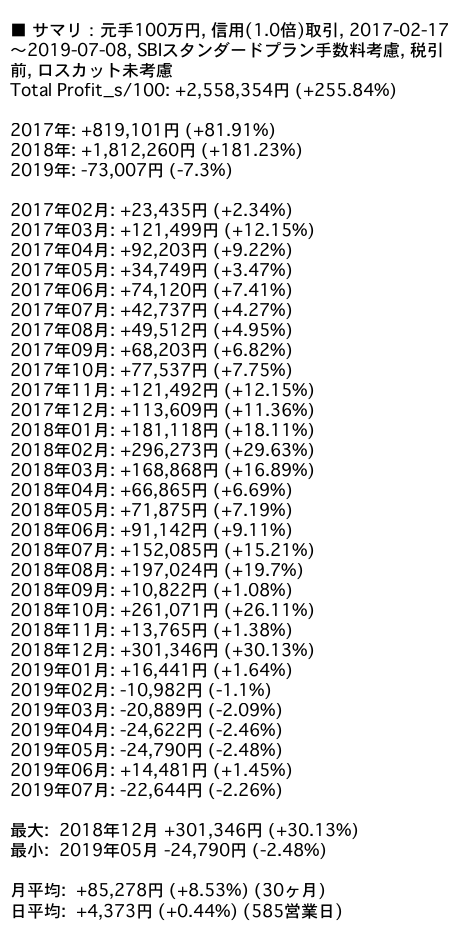 ■ サマリ：元手100万円, 信用(1.0倍)取引, 2017-02-17
～2019-07-08, SBIスタンダードプラン手数料考慮, 税引
前, ロスカット未考慮
Total Profit_s/100: +2,558,354円 (+255.84%)
2017年: +819,101円 (+81.91%)
2018年: +1,812,260円 (+181.23%)
2019年: -73,007円 (-7.3%)
2017年02月: +23,435円 (+2.34%)
2017年03月: +121,499円 (+12.15%)
2017年04月: +92,203円 (+9.22%)
2017年05月: +34,749円 (+3.47%)
2017年06月: +74,120円 (+7.41%)
2017年07月: +42,737円 (+4.27%)
2017年08月: +49,512円 (+4.95%)
2017年09月: +68,203円 (+6.82%)
2017年10月: +77,537円 (+7.75%)
2017年11月: +121,492円 (+12.15%)
2017年12月: +113,609円 (+11.36%)
2018年01月: +181,118円 (+18.11%)
2018年02月: +296,273円 (+29.63%)
2018年03月: +168,868円 (+16.89%)
2018年04月: +66,865円 (+6.69%)
2018年05月: +71,875円 (+7.19%)
2018年06月: +91,142円 (+9.11%)
2018年07月: +152,085円 (+15.21%)
2018年08月: +197,024円 (+19.7%)
2018年09月: +10,822円 (+1.08%)
2018年10月: +261,071円 (+26.11%)
2018年11月: +13,765円 (+1.38%)
2018年12月: +301,346円 (+30.13%)
2019年01月: +16,441円 (+1.64%)
2019年02月: -10,982円 (-1.1%)
2019年03月: -20,889円 (-2.09%)
2019年04月: -24,622円 (-2.46%)
2019年05月: -24,790円 (-2.48%)
2019年06月: +14,481円 (+1.45%)
2019年07月: -22,644円 (-2.26%)
最大: 2018年12月 +301,346円 (+30.13%)
最小: 2019年05月 -24,790円 (-2.48%)
月平均: +85,278円 (+8.53%) (30ヶ月)
日平均: +4,373円 (+0.44%) (585営業日)